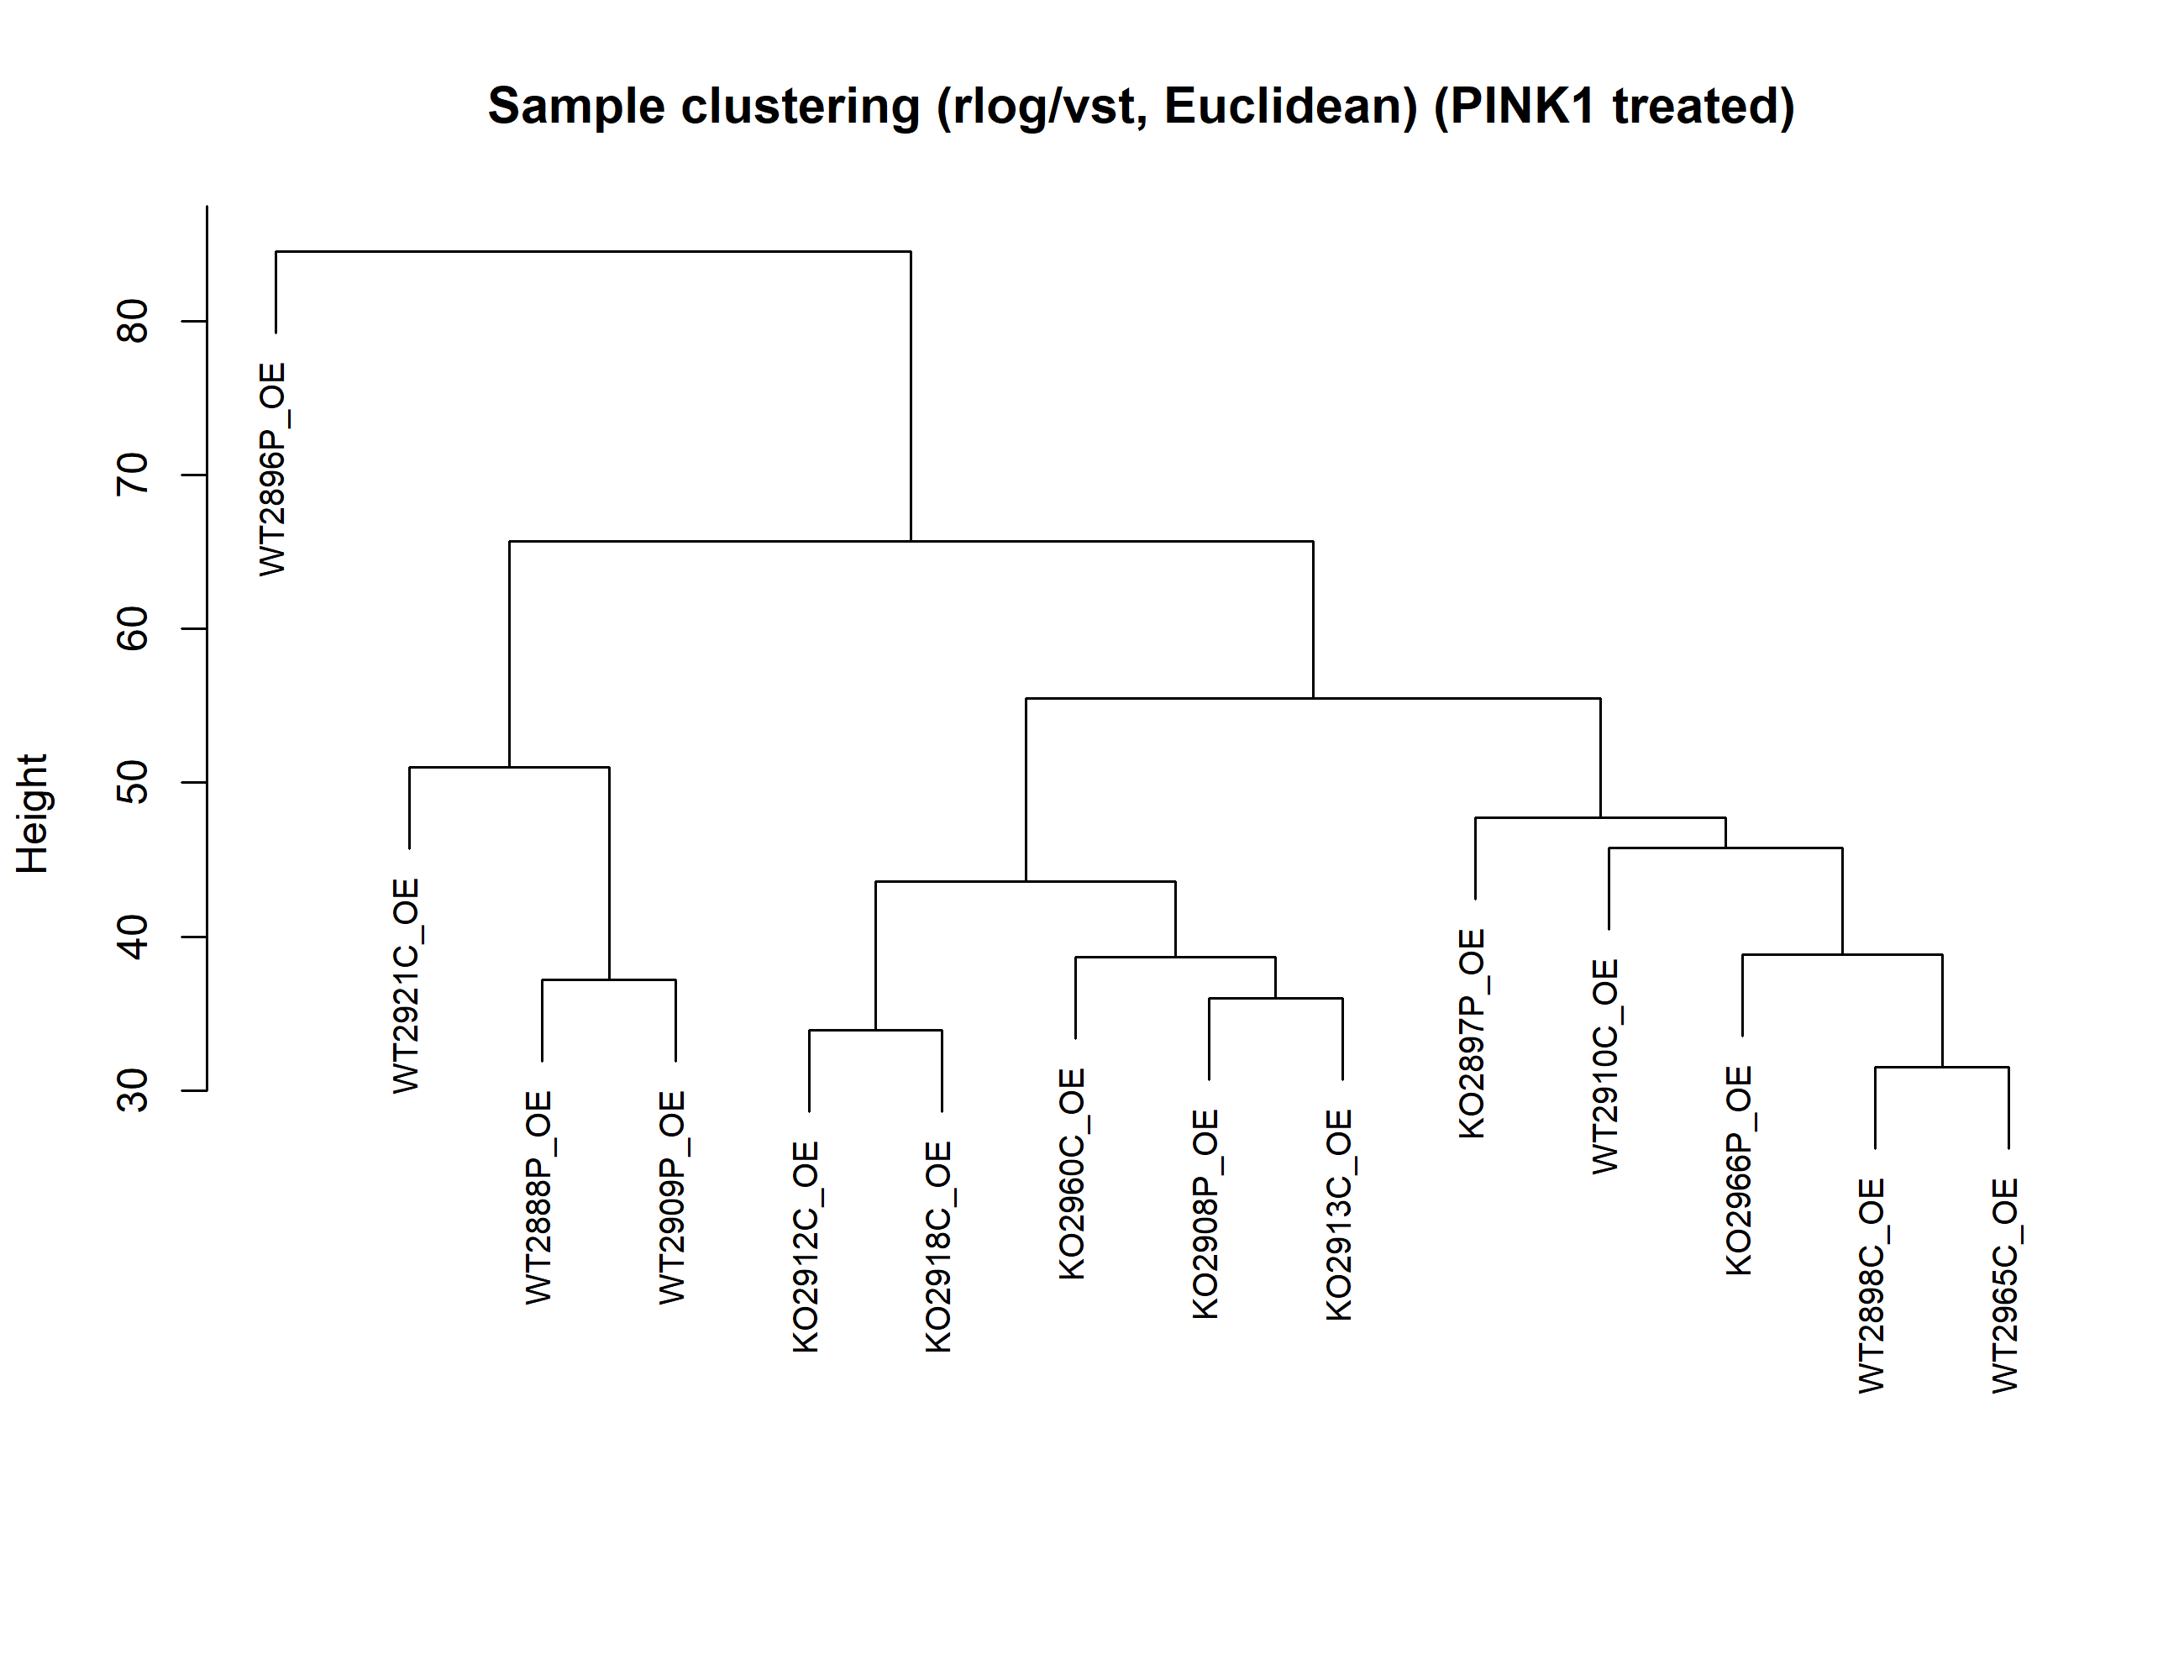 Sample clustering (rlog/vst, Euclidean) (PINK1 treated)
Height
80
70
60
50
40
30
WT2896P_OE
WT2921C_OE
WT2888P_OE
WT2909P_OE
KO2912C_OE
KO2918C_OE
KO2960C_OE
KO2908P_OE
KO2913C_OE
KO2897P_OE
WT2910C_OE
KO2966P_OE
WT2898C_OE
WT2965C_OE